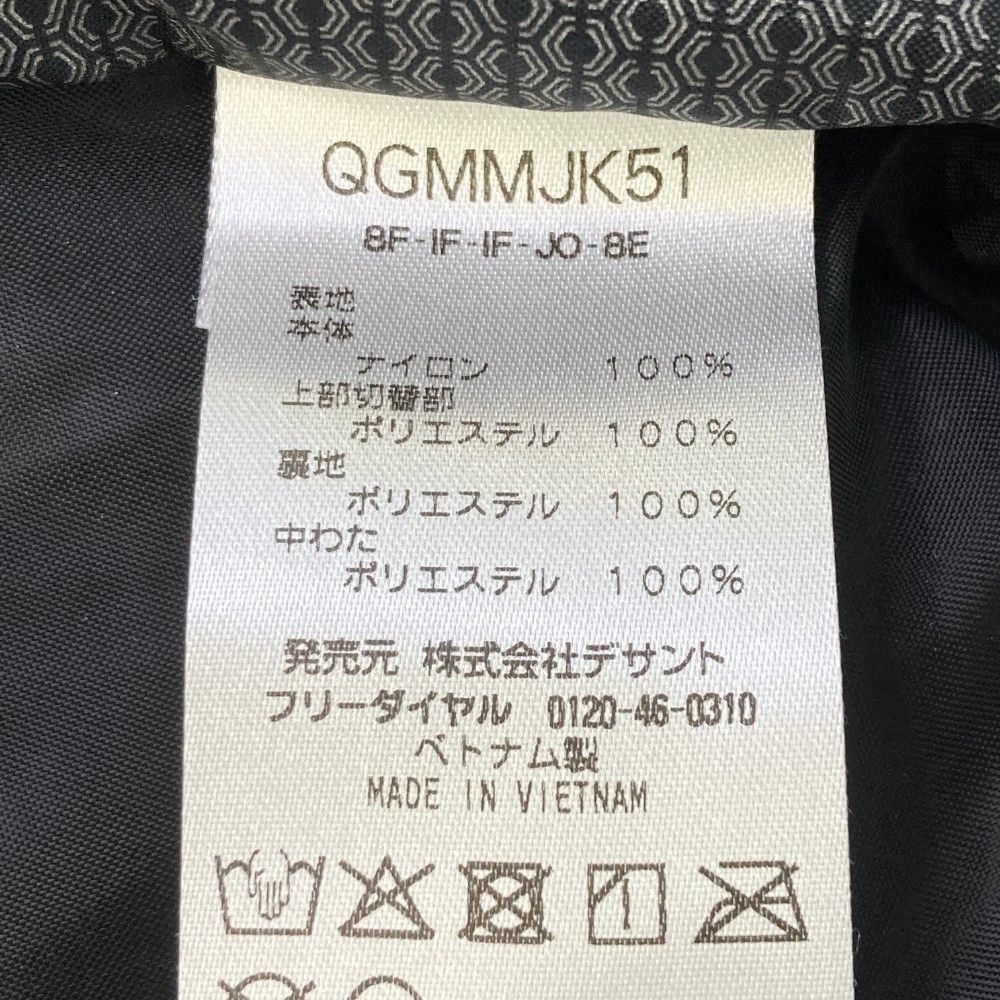 QGMMJK51
8F-IF-IF-JO-8E
表地
本体
ナイロン 100%
上部切替部
ポリエステル 100%
裏地
ポリエステル 100%
中わた
ポリエステル 100%
発売元 株式会社デサント
フリーダイヤル 0120-46-0310
ベトナム製
MADE IN VIETNAM